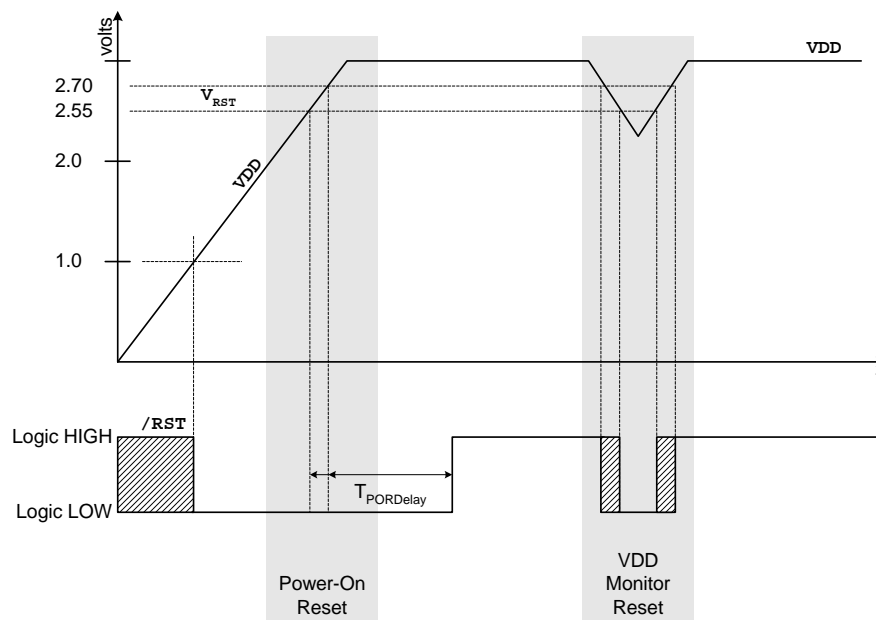 volts
VDD
2.70
V_RST
2.55
2.0
VDD
1.0
/RST
Logic HIGH
T_PORDelay
Logic LOW
Power-On
Reset
VDD
Monitor
Reset